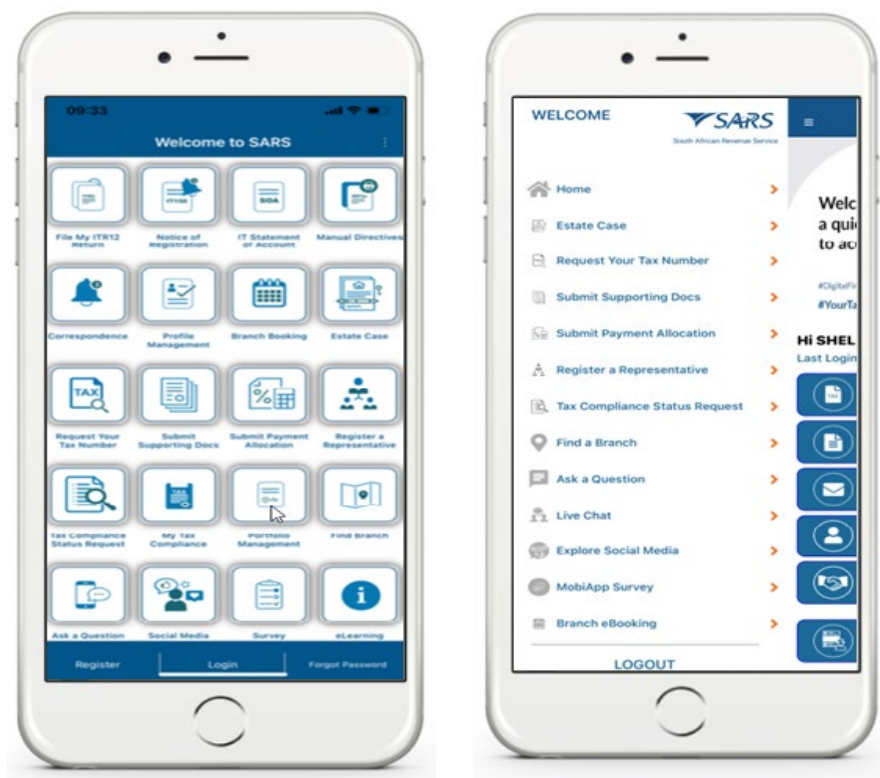 09:33
Welcome to SARS
File My ITR12
Return
Notice of
Registration
IT Statement
of Account
Manual Directives
Correspondence
Profile
Management
Branch Booking
Estate Case
TAX
Request Your
Tax Number
Submit
Supporting Docs
Submit Payment
Allocation
Register a
Representative
Tax Compliance
Status Request
TAX
My Tax
Compliance
Portfolio
Management
Find Branch
Ask a Question
Social Media
Survey
eLearning
Register
Login
Forgot Password
WELCOME
SARS
South African Revenue Service
Home
Estate Case
Request Your Tax Number
Submit Supporting Docs
Submit Payment Allocation
Register a Representative
Tax Compliance Status Request
Find a Branch
Ask a Question
Live Chat
Explore Social Media
MobiApp Survey
Branch eBooking
LOGOUT
Welc
a qui
to ac
#DigitalFir
#YourTa
Hi SHEL
Last Login